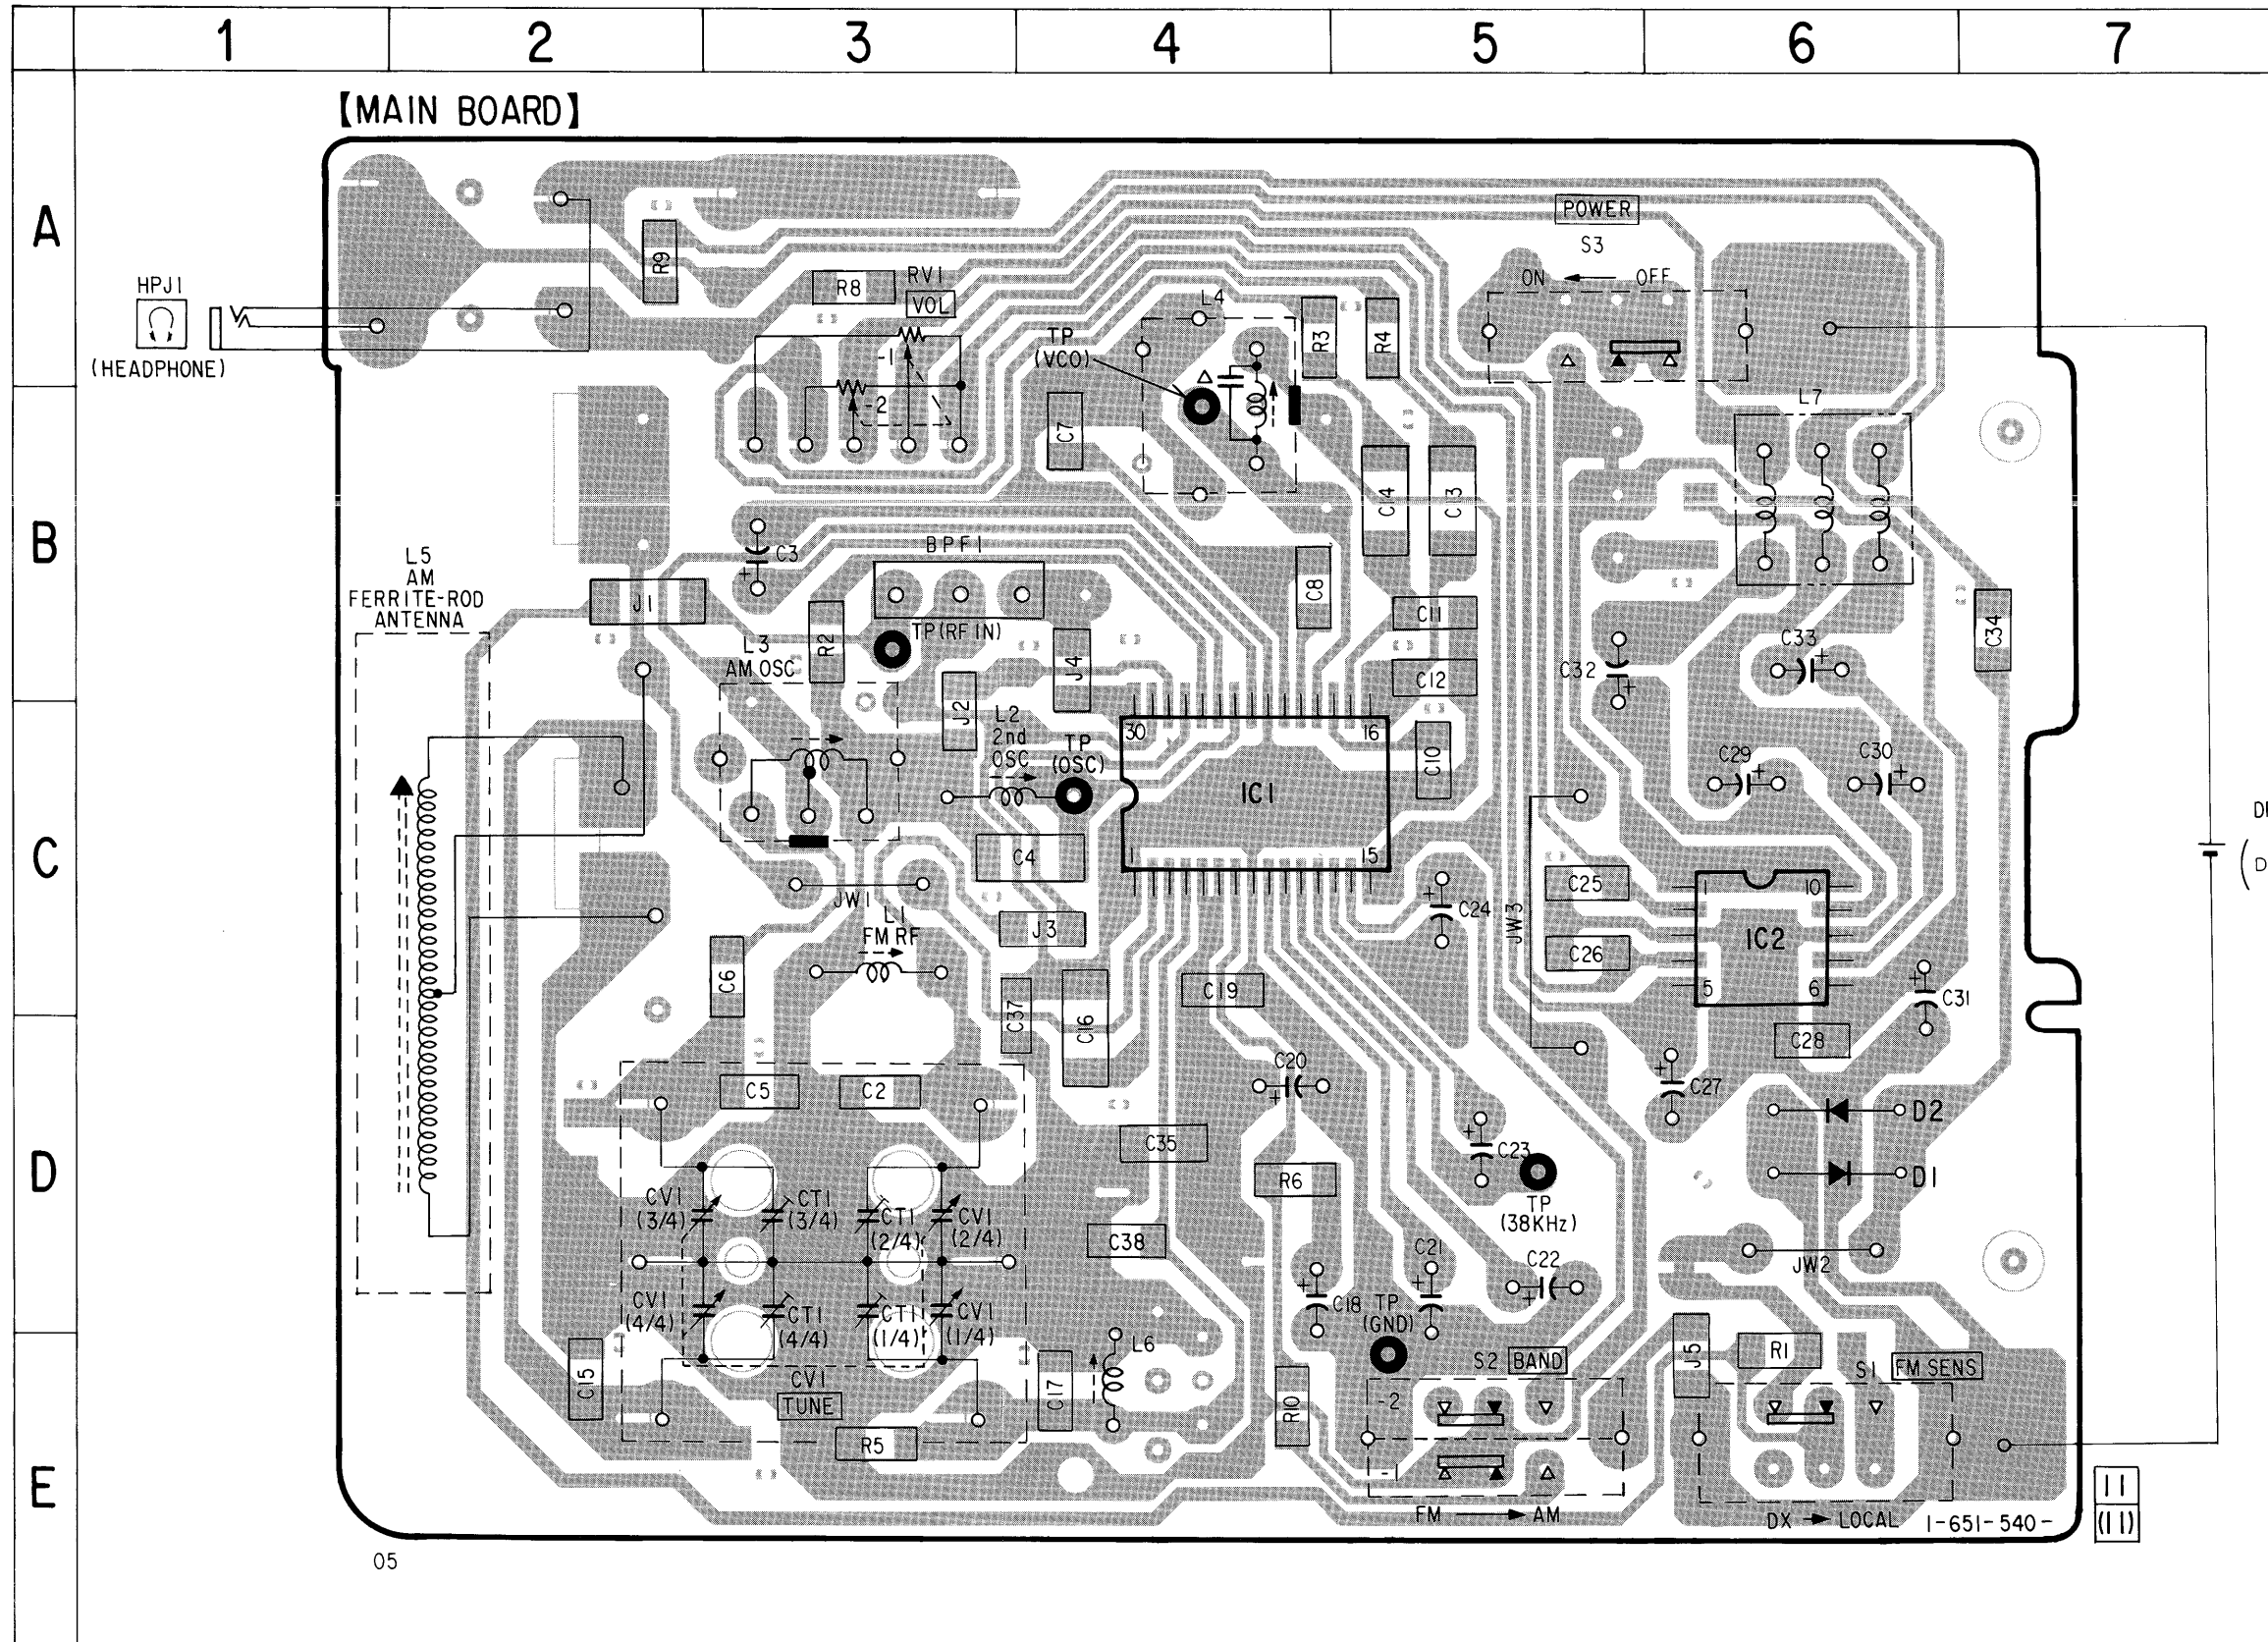 1 2 3 4 5 6 7
【MAIN BOARD】
A
B
C
D
E
HPJ1
(HEADPHONE)
R9
R8
RV1
VOL
-1
-2
TP
(VCO)
L4
R3
R4
POWER
S3
ON OFF
C7
L7
C14
C13
C3
BPF1
C8
L5
AM
FERRITE-ROD
ANTENNA
J1
R2
TP(RF IN)
L3
AM OSC
J4
C11
C12
C32
C33
C34
J2
L2
2nd
OSC
TP
(OSC)
30
16
IC1
1
15
C10
C29
C30
C4
JW1
L1
FM RF
J3
C24
JW3
C25
C26
1
10
IC2
5
6
C6
C37
C16
C19
C31
C28
C20
C27
C5
C2
C35
R6
C23
TP
(38KHz)
D2
D1
CV1
(3/4)
CT1
(3/4)
CT1
(2/4)
CV1
(2/4)
C38
C21
C22
JW2
CV1
(4/4)
CT1
(4/4)
CT1
(1/4)
CV1
(1/4)
C18
TP
(GND)
L6
S2 BAND
J5
R1
S1 FM SENS
C15
CV1
TUNE
C17
R10
-2
-1
R5
FM AM
DX LOCAL
1-651-540-
11
(11)
05